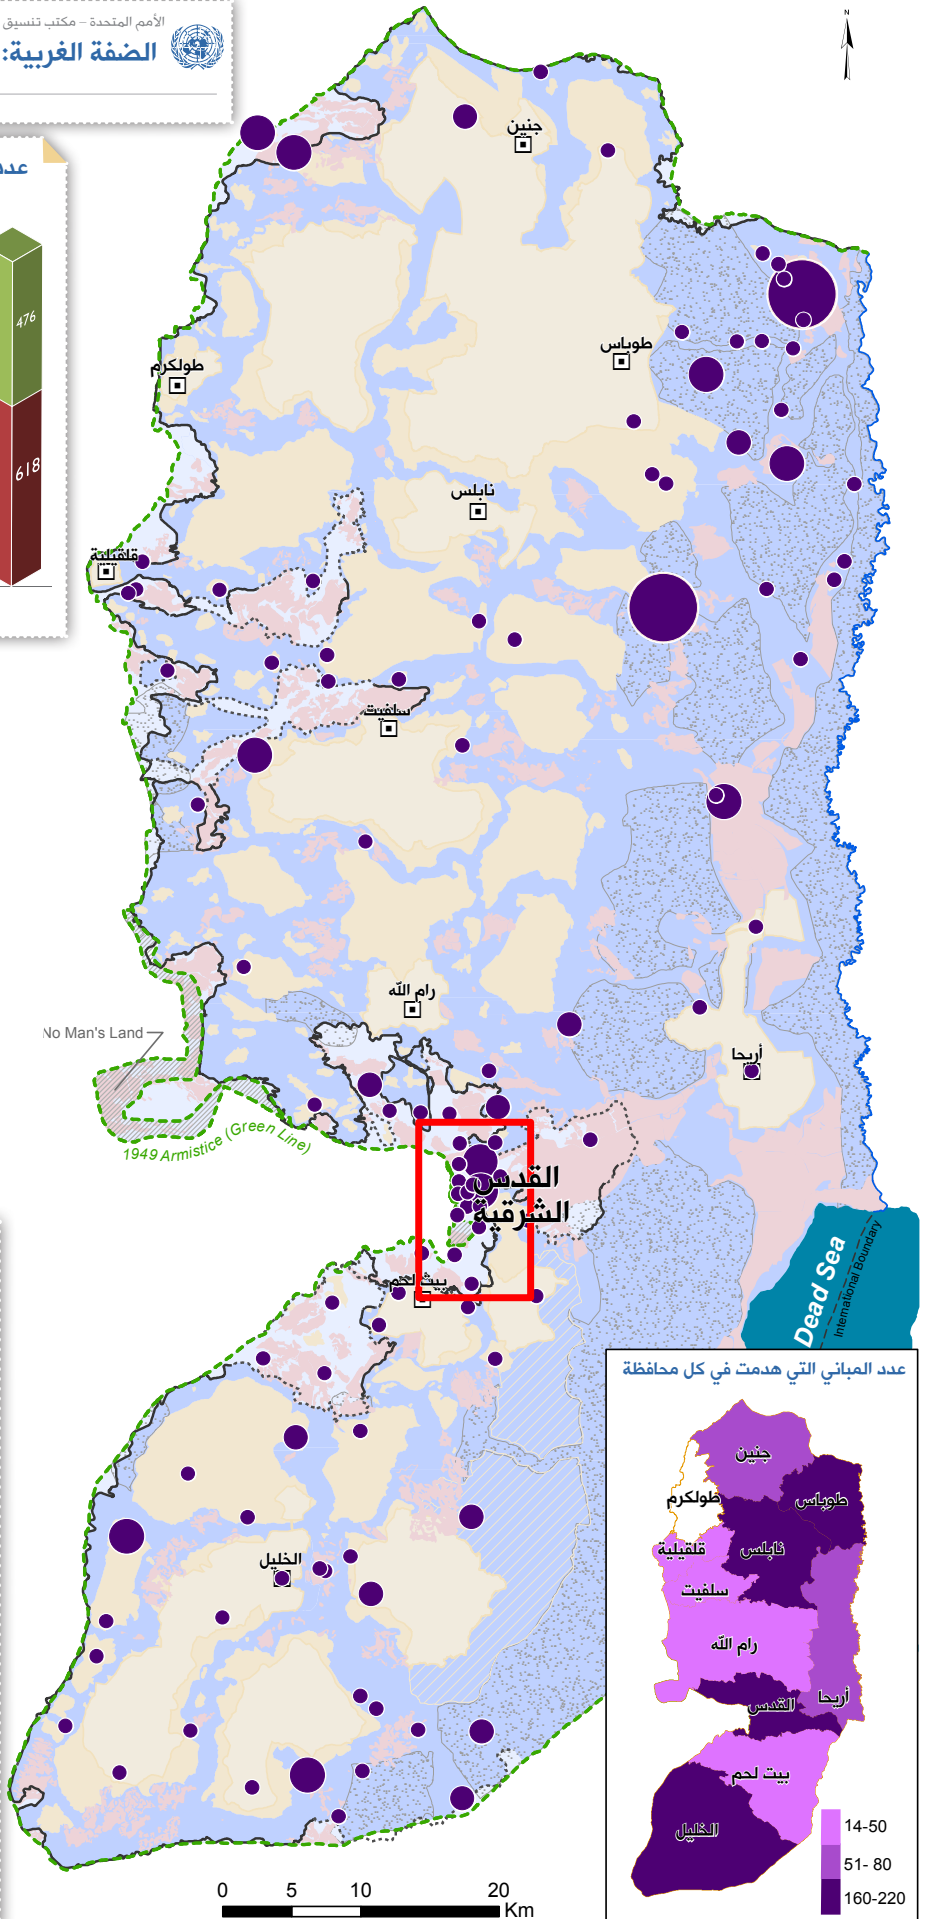 الأمم المتحدة – مكتب تنسيق
الضفة الغربية:
N
عدد
476
618
جنين
طولكرم
طوباس
نابلس
قلقيلية
سلفيت
رام الله
No Man's Land
أريحا
1949 Armistice (Green Line)
القدس
الشرقية
بيت لحم
Dead Sea
International Boundary
الخليل
عدد المباني التي هدمت في كل محافظة
جنين
طولكرم
طوباس
قلقيلية
نابلس
سلفيت
رام الله
أريحا
القدس
بيت لحم
الخليل
14-50
51- 80
160-220
0 5 10 20
Km